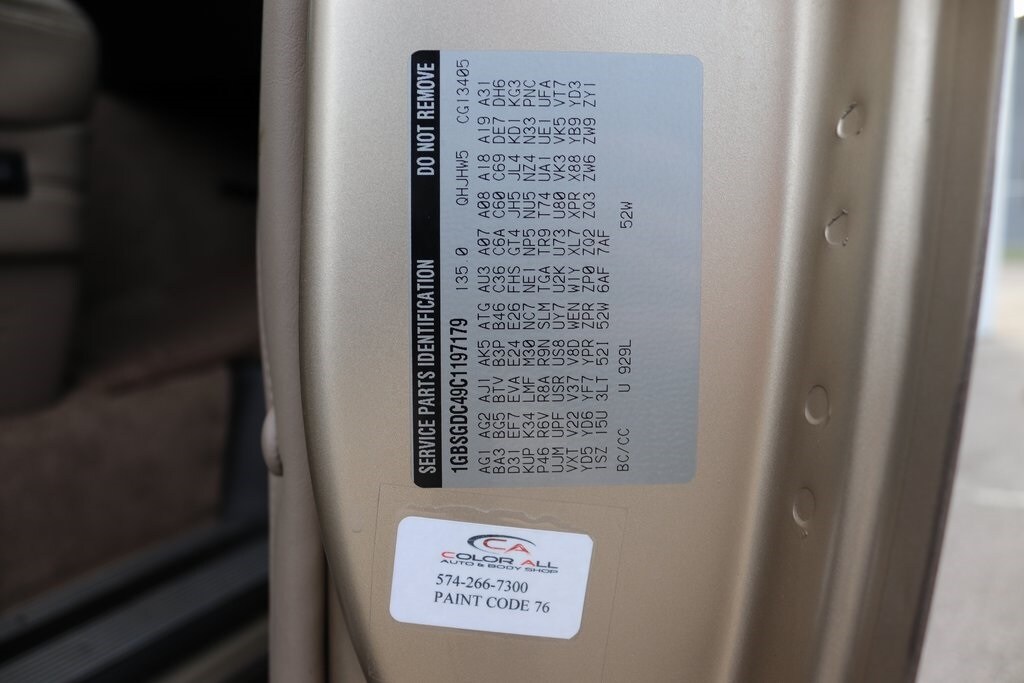 SERVICE PARTS IDENTIFICATION DO NOT REMOVE
1GBSGDC49C1197179 135.0 QHJHW5 CG13405
AG1 AG2 AJ1 AK5 ATG AU3 A07 A08 A18 A19 A31
BA3 BG5 BTV B3P B46 C36 C6A C60 C69 DE7 DH6
D31 EF7 EVA E24 E26 FHS GT4 JH5 JL4 KD1 KG3
KUP K34 LMF M30 NC7 NE1 NP5 NU5 NZ4 N33 PNC
P46 R6V R8A R9N SLM TGA TR9 T74 UA1 UE1 UFA
UJM UPF USR US8 UY7 U2K U73 U80 VK3 VK5 VT7
VXT V22 V37 V8D WEN W1Y XL7 XPR X88 YB9 YD3
YD5 YD6 YF7 YPR ZPR ZP0 ZQ2 ZQ3 ZW6 ZW9 ZY1
1SZ 15U 3LT 52I 52W 6AF 7AF
BC/CC U 929L 52W
CA
COLOR ALL
AUTO & BODY SHOP
574-266-7300
PAINT CODE 76